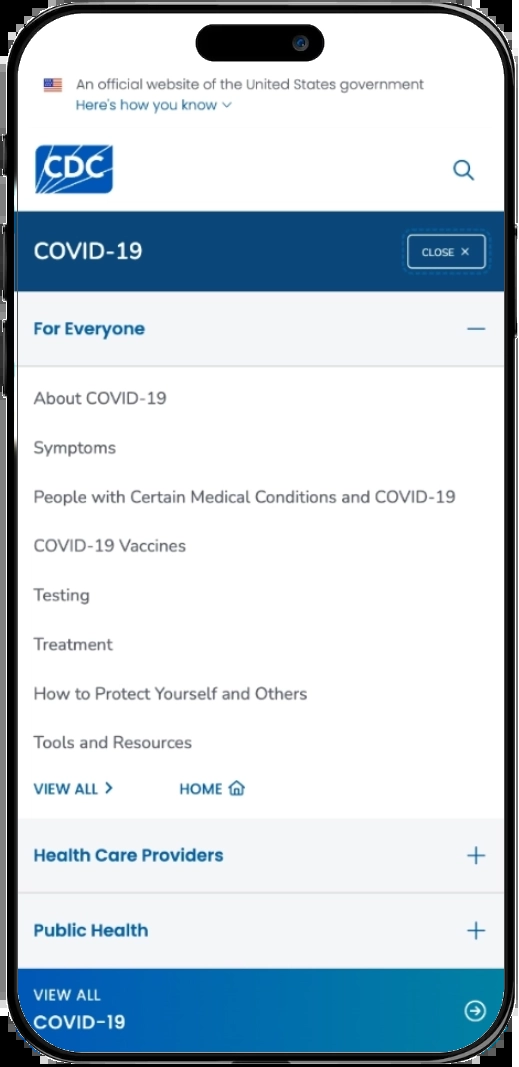 An official website of the United States government
Here's how you know
CDC
COVID-19
CLOSE ×
For Everyone
About COVID-19
Symptoms
People with Certain Medical Conditions and COVID-19
COVID-19 Vaccines
Testing
Treatment
How to Protect Yourself and Others
Tools and Resources
VIEW ALL
HOME
Health Care Providers
Public Health
VIEW ALL
COVID-19